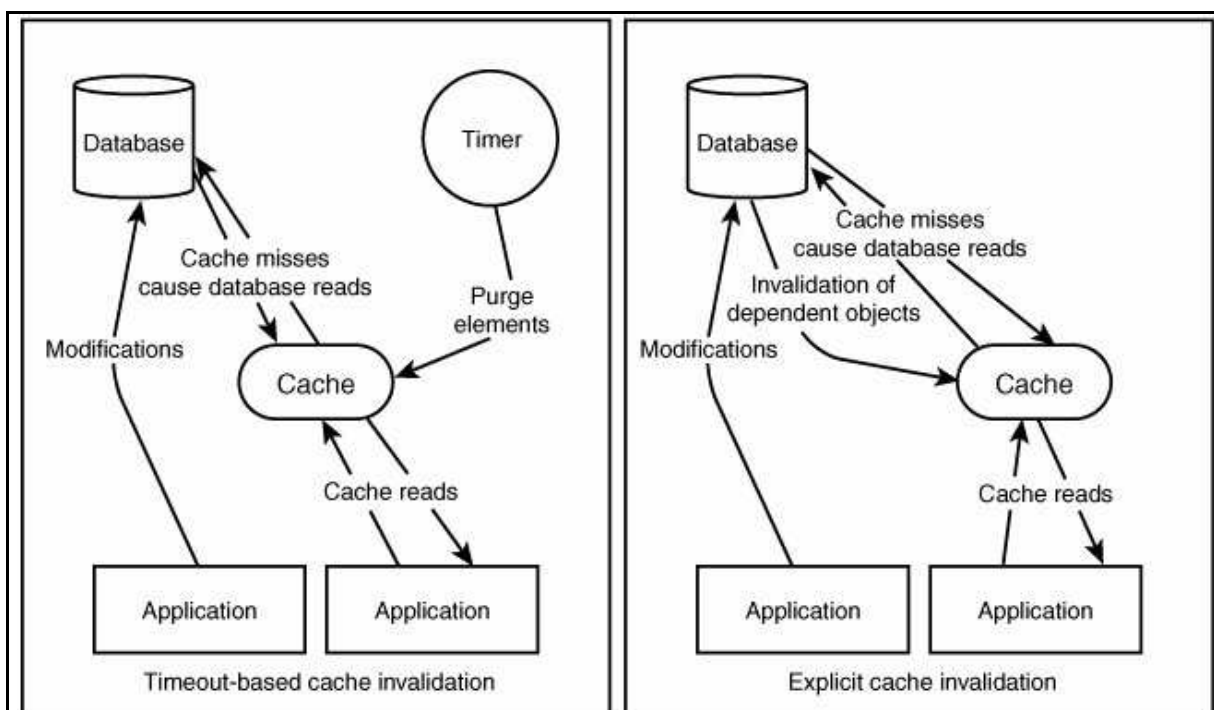 Database
Timer
Cache misses
cause database reads
Purge
elements
Modifications
Cache
Cache reads
Application
Application
Timeout-based cache invalidation
Database
Cache misses
cause database reads
Invalidation of
dependent objects
Modifications
Cache
Cache reads
Application
Application
Explicit cache invalidation